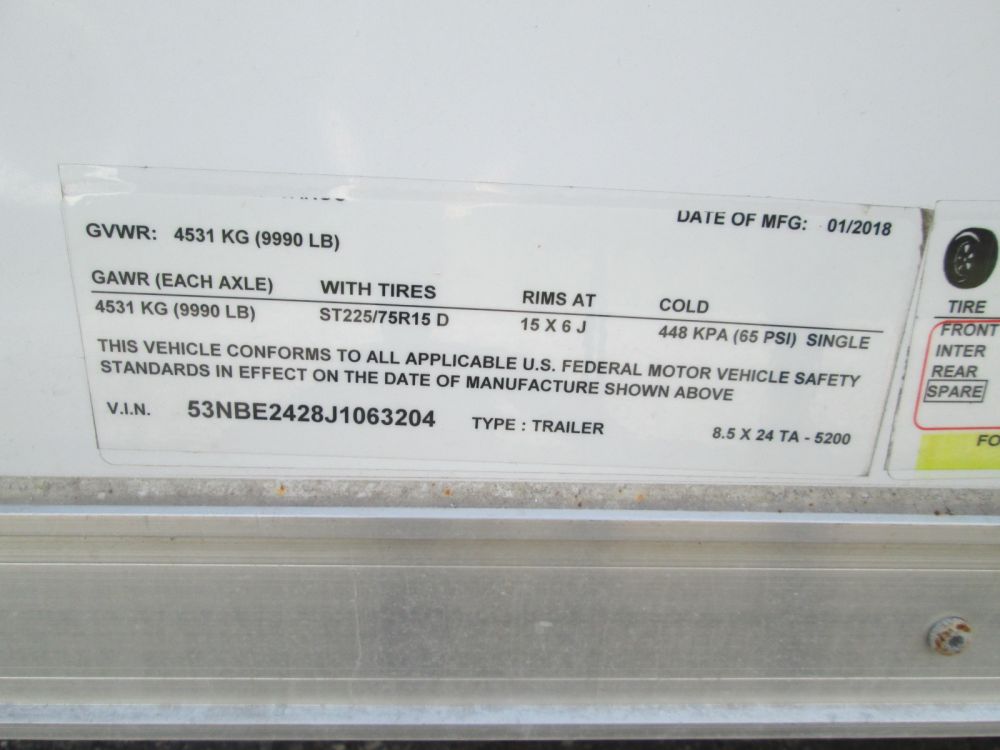 DATE OF MFG: 01/2018
GVWR: 4531 KG (9990 LB)
GAWR (EACH AXLE) WITH TIRES RIMS AT COLD
4531 KG (9990 LB) ST225/75R15 D 15 X 6 J 448 KPA (65 PSI) SINGLE
THIS VEHICLE CONFORMS TO ALL APPLICABLE U.S. FEDERAL MOTOR VEHICLE SAFETY
STANDARDS IN EFFECT ON THE DATE OF MANUFACTURE SHOWN ABOVE
V.I.N. 53NBE2428J1063204 TYPE : TRAILER 8.5 X 24 TA - 5200
TIRE
FRONT
INTER
REAR
SPARE
FO